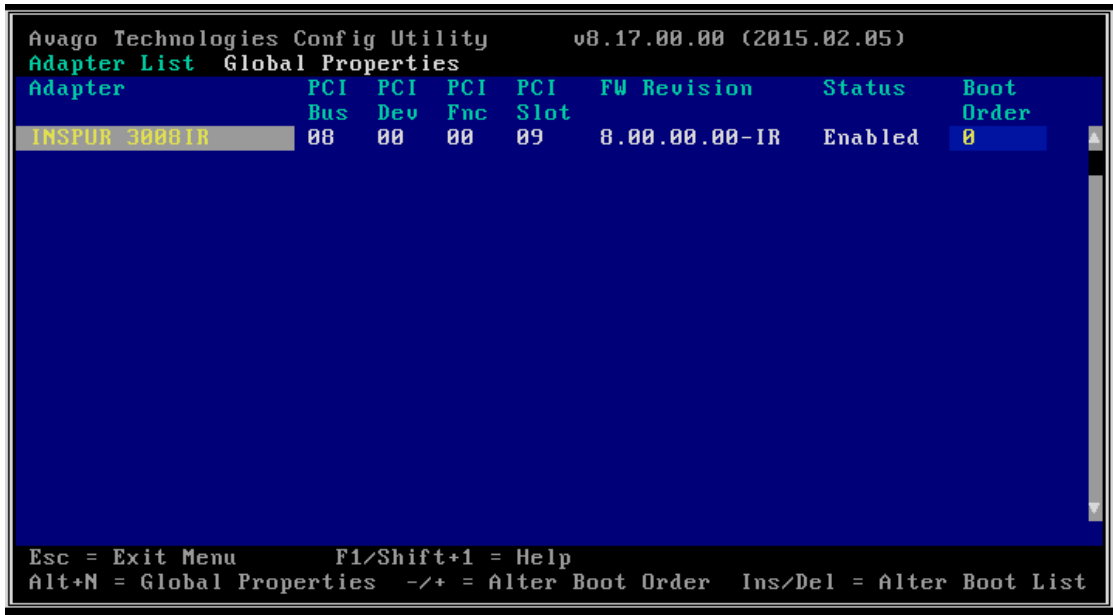 Avago Technologies Config Utility v8.17.00.00 (2015.02.05)
Adapter List Global Properties
Adapter PCI PCI PCI PCI FW Revision Status Boot
Bus Dev Fnc Slot Order
INSPUR 3008IR 08 00 00 09 8.00.00.00-IR Enabled 0
Esc = Exit Menu F1/Shift+1 = Help
Alt+N = Global Properties -/+ = Alter Boot Order Ins/Del = Alter Boot List